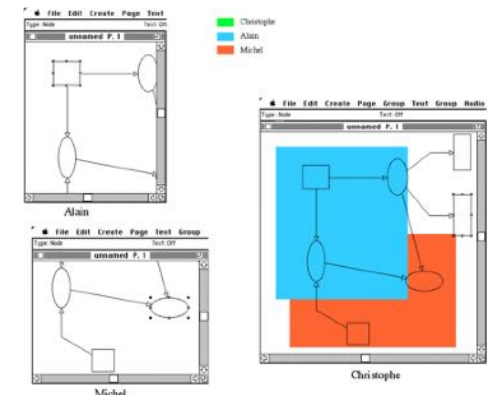 File Edit Create Page Text
Type: Node Text: Off
unnamed P. 1
Alain
Christophe
Alain
Michel
File Edit Create Page Text Group
Type: Node Text: Off
unnamed P. 1
Michel
File Edit Create Page Group Text Group Audio
Type: Node Text: Off
unnamed P. 1
Christophe